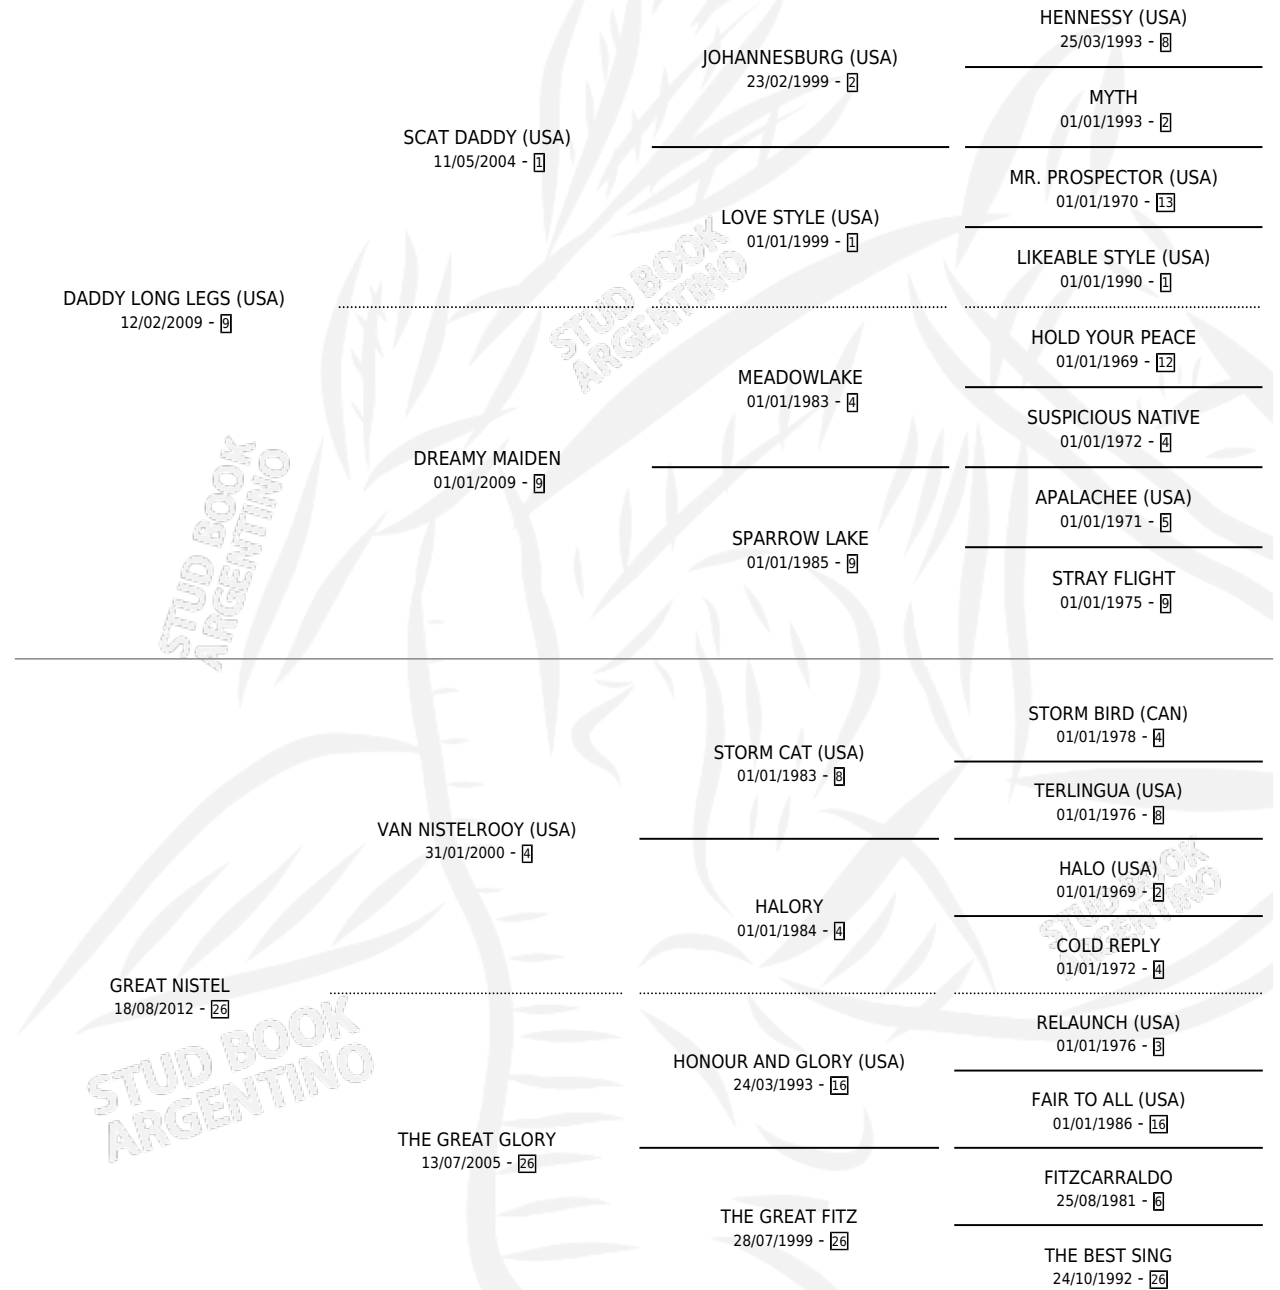 HENNESSY (USA)
25/03/1993 - 8
JOHANNESBURG (USA)
23/02/1999 - 2
MYTH
01/01/1993 - 2
SCAT DADDY (USA)
11/05/2004 - 1
MR. PROSPECTOR (USA)
01/01/1970 - 13
LOVE STYLE (USA)
01/01/1999 - 1
LIKEABLE STYLE (USA)
01/01/1990 - 1
DADDY LONG LEGS (USA)
12/02/2009 - 9
HOLD YOUR PEACE
01/01/1969 - 12
MEADOWLAKE
01/01/1983 - 4
SUSPICIOUS NATIVE
01/01/1972 - 4
DREAMY MAIDEN
01/01/2009 - 9
APALACHEE (USA)
01/01/1971 - 5
SPARROW LAKE
01/01/1985 - 9
STRAY FLIGHT
01/01/1975 - 9
STUD BOOK
ARGENTINO
STUD BOOK
ARGENTINO
STORM BIRD (CAN)
01/01/1978 - 4
STORM CAT (USA)
01/01/1983 - 8
TERLINGUA (USA)
01/01/1976 - 8
VAN NISTELROOY (USA)
31/01/2000 - 4
HALO (USA)
01/01/1969 - 2
HALORY
01/01/1984 - 4
COLD REPLY
01/01/1972 - 4
GREAT NISTEL
18/08/2012 - 26
RELAUNCH (USA)
01/01/1976 - 3
HONOUR AND GLORY (USA)
24/03/1993 - 16
FAIR TO ALL (USA)
01/01/1986 - 16
THE GREAT GLORY
13/07/2005 - 26
FITZCARRALDO
25/08/1981 - 6
THE GREAT FITZ
28/07/1999 - 26
THE BEST SING
24/10/1992 - 26
STUD BOOK
ARGENTINO
STUD BOOK
ARGENTINO